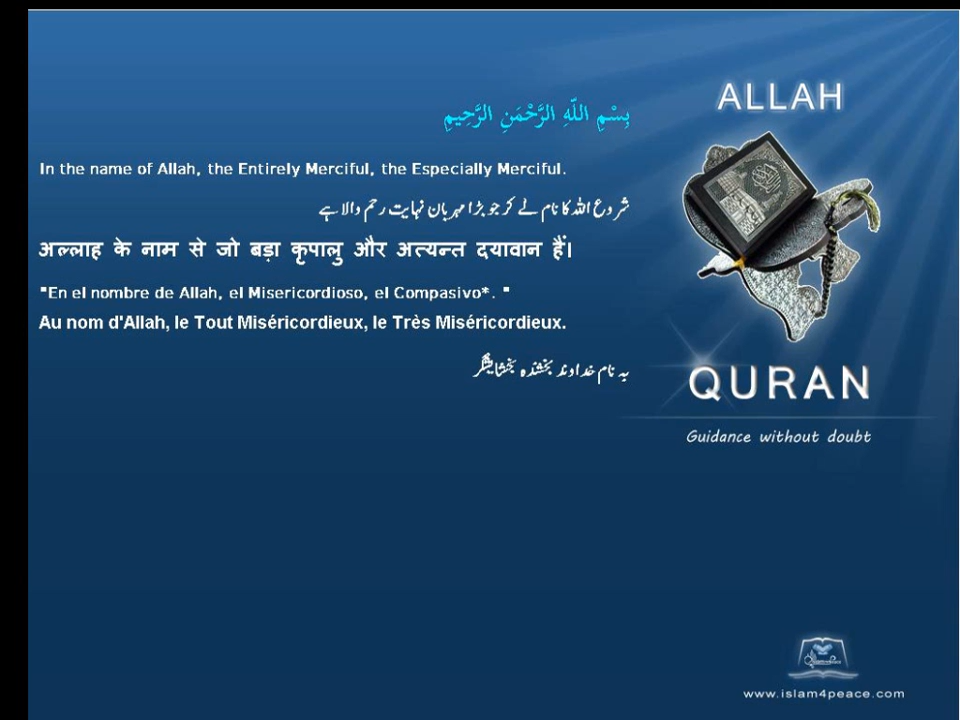 بِسْمِ اللَّهِ الرَّحْمَنِ الرَّحِيمِ
In the name of Allah, the Entirely Merciful, the Especially Merciful.
شروع اللہ کا نام لے کر جو بڑا مہربان نہایت رحم والا ہے
अल्लाह के नाम से जो बड़ा कृपालु और अत्यन्त दयावान हैं।
"En el nombre de Allah, el Misericordioso, el Compasivo*. "
Au nom d'Allah, le Tout Miséricordieux, le Très Miséricordieux.
به نام خداوند بخشنده بخشایشگر
ALLAH
QURAN
Guidance without doubt
www.islam4peace.com